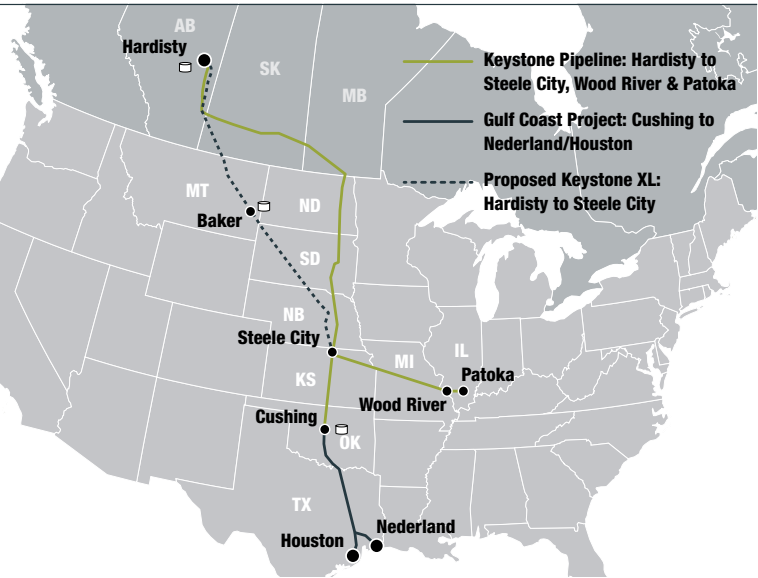 AB
Hardisty
SK
MB
Keystone Pipeline: Hardisty to
Steele City, Wood River & Patoka
Gulf Coast Project: Cushing to
Nederland/Houston
Proposed Keystone XL:
Hardisty to Steele City
MT
ND
Baker
SD
NB
Steele City
MI
IL
KS
Patoka
Wood River
Cushing
OK
TX
Nederland
Houston